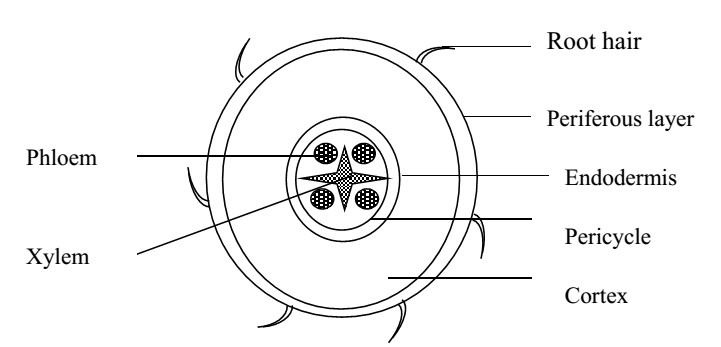 Root hair
Periferous layer
Phloem
Endodermis
Pericycle
Xylem
Cortex